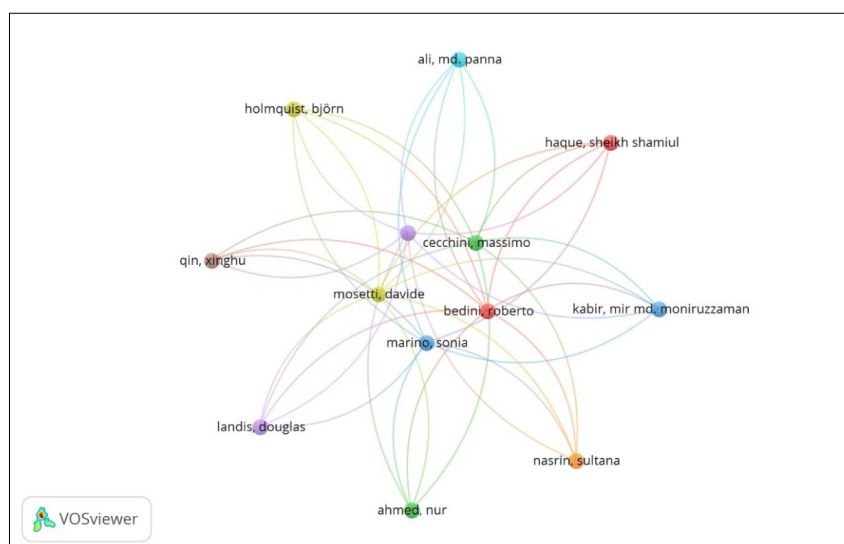 ali, md. panna
holmquist, björn
haque, sheikh shamiul
cecchini, massimo
qin, xinghu
mosetti, davide
bedini, roberto
kabir, mir md. moniruzzaman
marino, sonia
landis, douglas
nasrin, sultana
ahmed, nur
VOSviewer